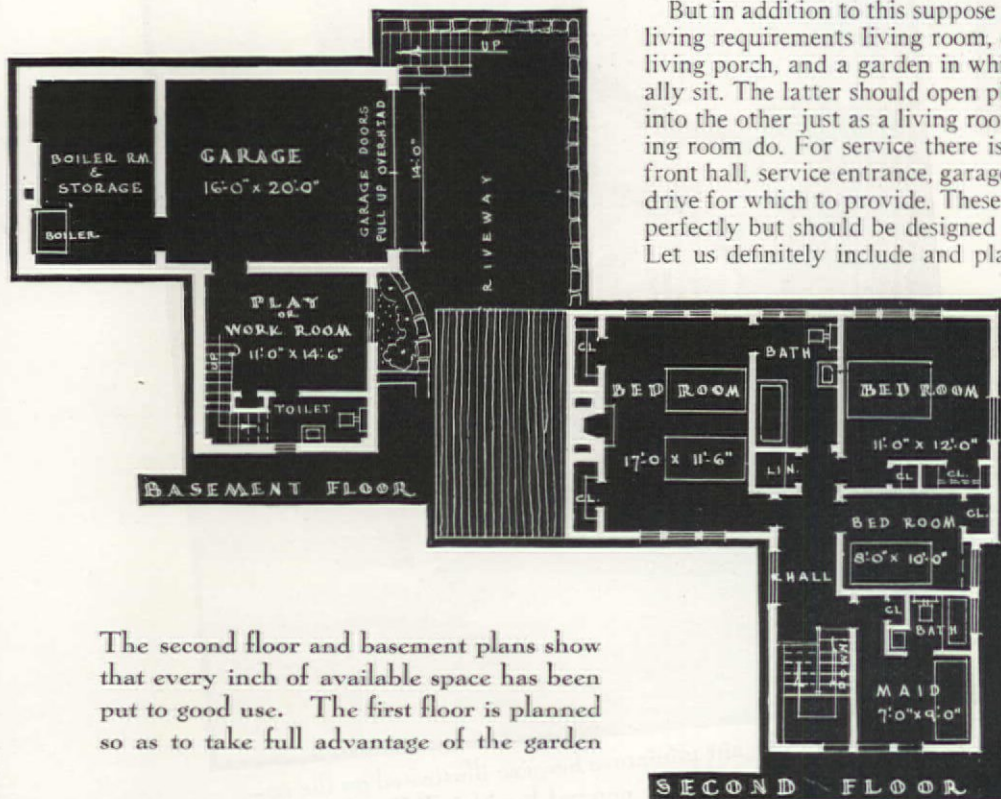 But in addition to this suppose
living requirements living room,
living porch, and a garden in
ally sit. The latter should open
into the other just as a living
ing room do. For service there is
front hall, service entrance,
drive for which to provide. These
perfectly but should be designed
Let us definitely include and
UP
BOILER RM.
&
STORAGE
BOILER
GARAGE
16'-0" x 20'-0"
GARAGE DOORS
PULL UP OVERHEAD
14'-0"
RIVEWAY
PLAY
OR
WORK ROOM
11'-0" x 14'-6"
UP
TOILET
BASEMENT FLOOR
CL.
BED ROOM
17'-0 x 11'-6"
CL.
BATH
LIN.
BED ROOM
11'-0" x 12'-0"
CL.
CL.
CL.
BED ROOM
8'-0" x 10'-0"
HALL
CL.
BATH
DOWN
MAID
7'-0" x 9'-0"
SECOND FLOOR
The second floor and basement plans show
that every inch of available space has been
put to good use. The first floor is planned
so as to take full advantage of the garden